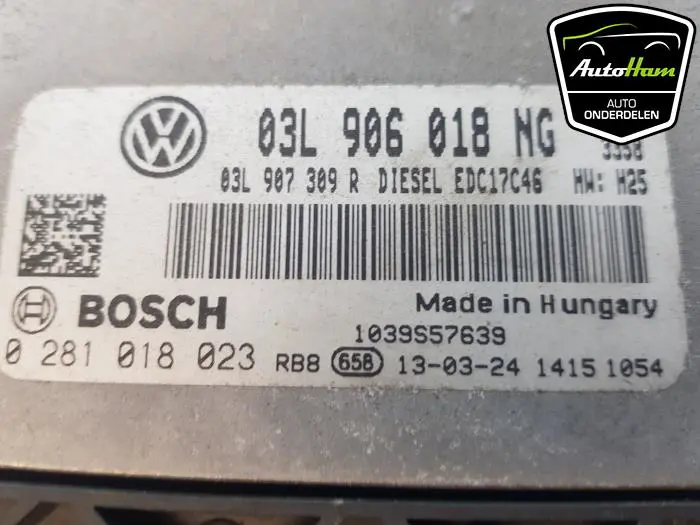 AutoHam
AUTO
ONDERDELEN
VW
03L 906 018 NG
3358
03L 907 309 R DIESEL EDC17C46 HW: H25
BOSCH
Made in Hungary
1039S57639
0 281 018 023 RB8 658 13-03-24 1415 1054